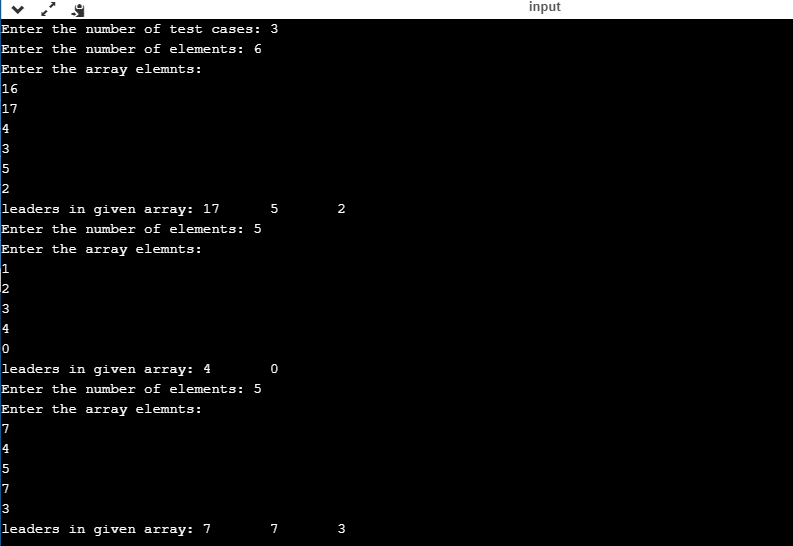 input
Enter the number of test cases: 3
Enter the number of elements: 6
Enter the array elemnts:
16
17
4
3
5
2
leaders in given array: 17 5 2
Enter the number of elements: 5
Enter the array elemnts:
1
2
3
4
0
leaders in given array: 4 0
Enter the number of elements: 5
Enter the array elemnts:
7
4
5
7
3
leaders in given array: 7 7 3